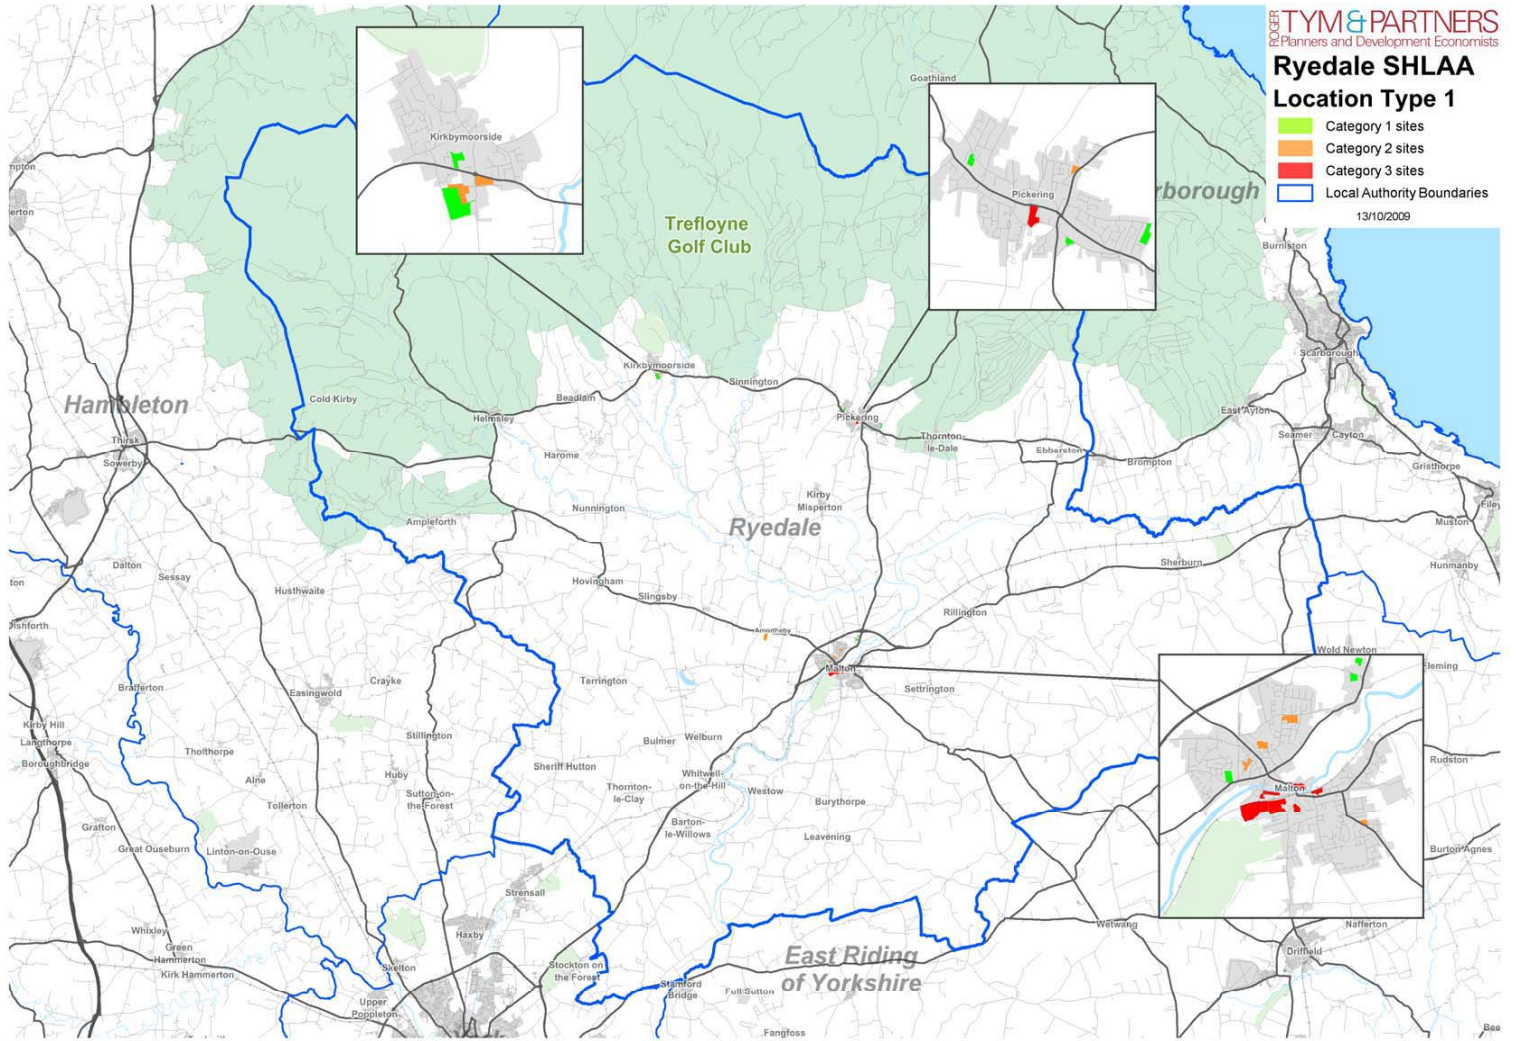 ROGER
TYM & PARTNERS
Planners and Development Economists
Ryedale SHLAA
Location Type 1
Category 1 sites
Category 2 sites
Category 3 sites
Local Authority Boundaries
13/10/2009
Goathland
Kirkbymoorside
Pickering
rborough
mpton
lerton
Trefloyne
Golf Club
Burniston
Scarborough
Kirkbymoorside
Sinnington
Hambleton
Cold Kirby
Beadlam
Helmsley
Pickering
East Ayton
Thirsk
Sowerby
Thornton-
le-Dale
Seamer
Cayton
Harome
Ebberston
Brompton
Gristhorpe
Kirby
Misperton
Nunnington
Filey
Ampleforth
Ryedale
Muston
Dalton
Sessay
Sherburn
Hunmanby
ton
Husthwaite
Hovingham
Slingsby
Rillington
Dishforth
Amotheby
Wold Newton
Malton
Fleming
Brafferton
Crayke
Terrington
Settrington
Easingwold
Kirby Hill
Langthorpe
Boroughbridge
Stillington
Bulmer
Welburn
Tholthorpe
Rudston
Alne
Huby
Sheriff Hutton
Whitwell-
on-the-Hill
Malton
Tollerton
Sutton-on-
the-Forest
Thornton-
le-Clay
Westow
Burythorpe
Grafton
Barton-
le-Willows
Leavening
Great Ouseburn
Linton-on-Ouse
Burton Agnes
Strensall
Whixley
Haxby
Wetwang
Nafferton
Green
Hammerton
Kirk Hammerton
Skelton
Stockton on
the Forest
East Riding
of Yorkshire
Driffield
Stamford
Bridge
Full Sutton
Upper
Poppleton
Fangfoss
Bee